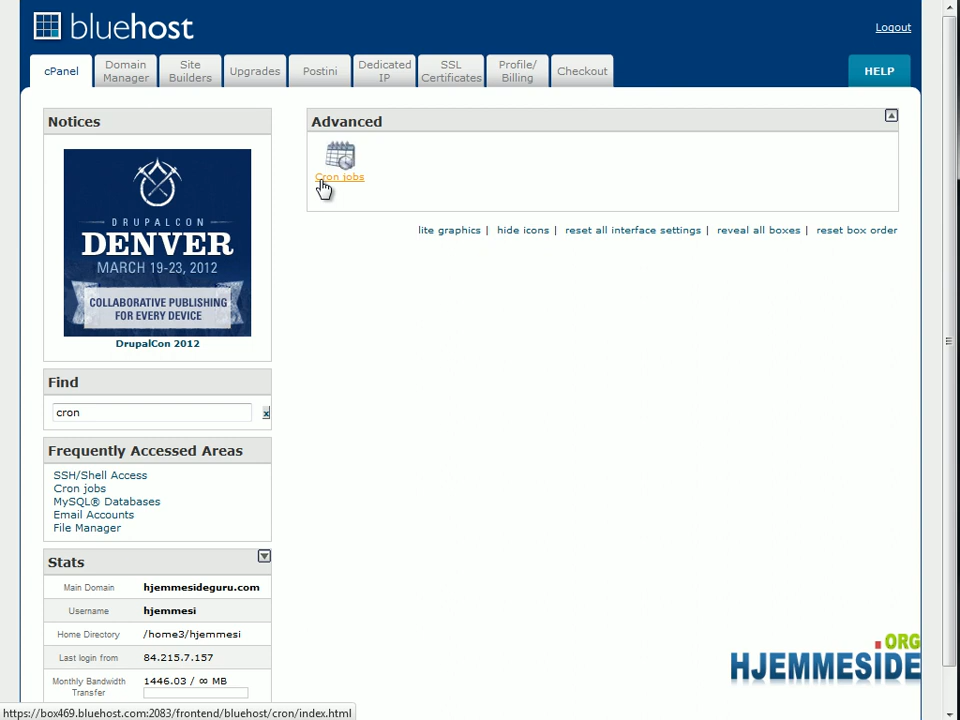 bluehost
Logout
cPanel
Domain
Manager
Site
Builders
Upgrades
Postini
Dedicated
IP
SSL
Certificates
Profile/
Billing
Checkout
HELP
Notices
DRUPALCON
DENVER
MARCH 19-23, 2012
COLLABORATIVE PUBLISHING
FOR EVERY DEVICE
DrupalCon 2012
Find
cron
x
Frequently Accessed Areas
SSH/Shell Access
Cron jobs
MySQL® Databases
Email Accounts
File Manager
Stats
Main Domain hjemmesideguru.com
Username hjemmesi
Home Directory /home3/hjemmesi
Last login from 84.215.7.157
Monthly Bandwidth
Transfer
1446.03 / ∞ MB
Advanced
Cron jobs
lite graphics | hide icons | reset all interface settings | reveal all boxes | reset box order
.ORG
HJEMMESIDE
https://box469.bluehost.com:2083/frontend/bluehost/cron/index.html